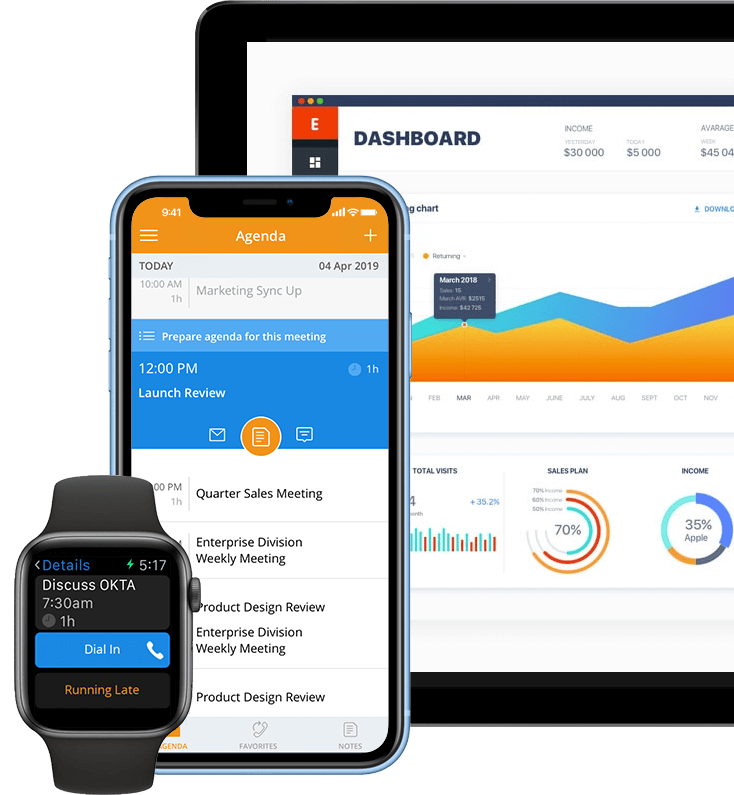 E
DASHBOARD
INCOME
YESTERDAY
$30 000
TODAY
$5 000
AVARAGE
WEEK
$45 04
g chart
DOWNLO
Returning
March 2018
Sales: 15
March AVR: $2515
Income: $42 725
FEB MAR APR MAY JUNE JULY AUG SEPT OCT NOV
TOTAL VISITS
4
onth
+ 35.2%
SALES PLAN
70% Income
60% Income
50% Income
70%
INCOME
35%
Apple
9:41
Agenda
TODAY 04 Apr 2019
10:00 AM
1h
Marketing Sync Up
Prepare agenda for this meeting
12:00 PM 1h
Launch Review
:00 PM
1h
Quarter Sales Meeting
Enterprise Division
Weekly Meeting
Product Design Review
Enterprise Division
Weekly Meeting
Product Design Review
AGENDA FAVORITES NOTES
Details 5:17
Discuss OKTA
7:30am
1h
Dial In
Running Late